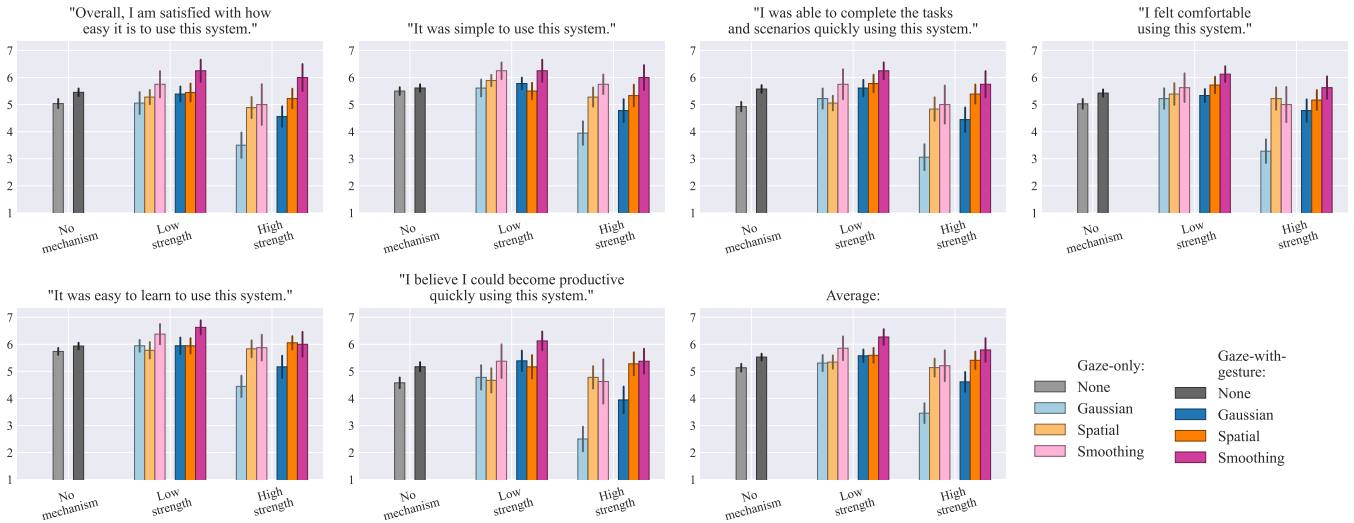 "Overall, I am satisfied with how
easy it is to use this system."
7
6
5
4
3
2
1
No
mechanism
Low
strength
High
strength
"It was simple to use this system."
7
6
5
4
3
2
1
No
mechanism
Low
strength
High
strength
"I was able to complete the tasks
and scenarios quickly using this system."
7
6
5
4
3
2
1
No
mechanism
Low
strength
High
strength
"I felt comfortable
using this system."
7
6
5
4
3
2
1
No
mechanism
Low
strength
High
strength
"It was easy to learn to use this system."
7
6
5
4
3
2
1
No
mechanism
Low
strength
High
strength
"I believe I could become productive
quickly using this system."
7
6
5
4
3
2
1
No
mechanism
Low
strength
High
strength
Average:
7
6
5
4
3
2
1
No
mechanism
Low
strength
High
strength
Gaze-only:
None
Gaussian
Spatial
Smoothing
Gaze-with-
gesture:
None
Gaussian
Spatial
Smoothing